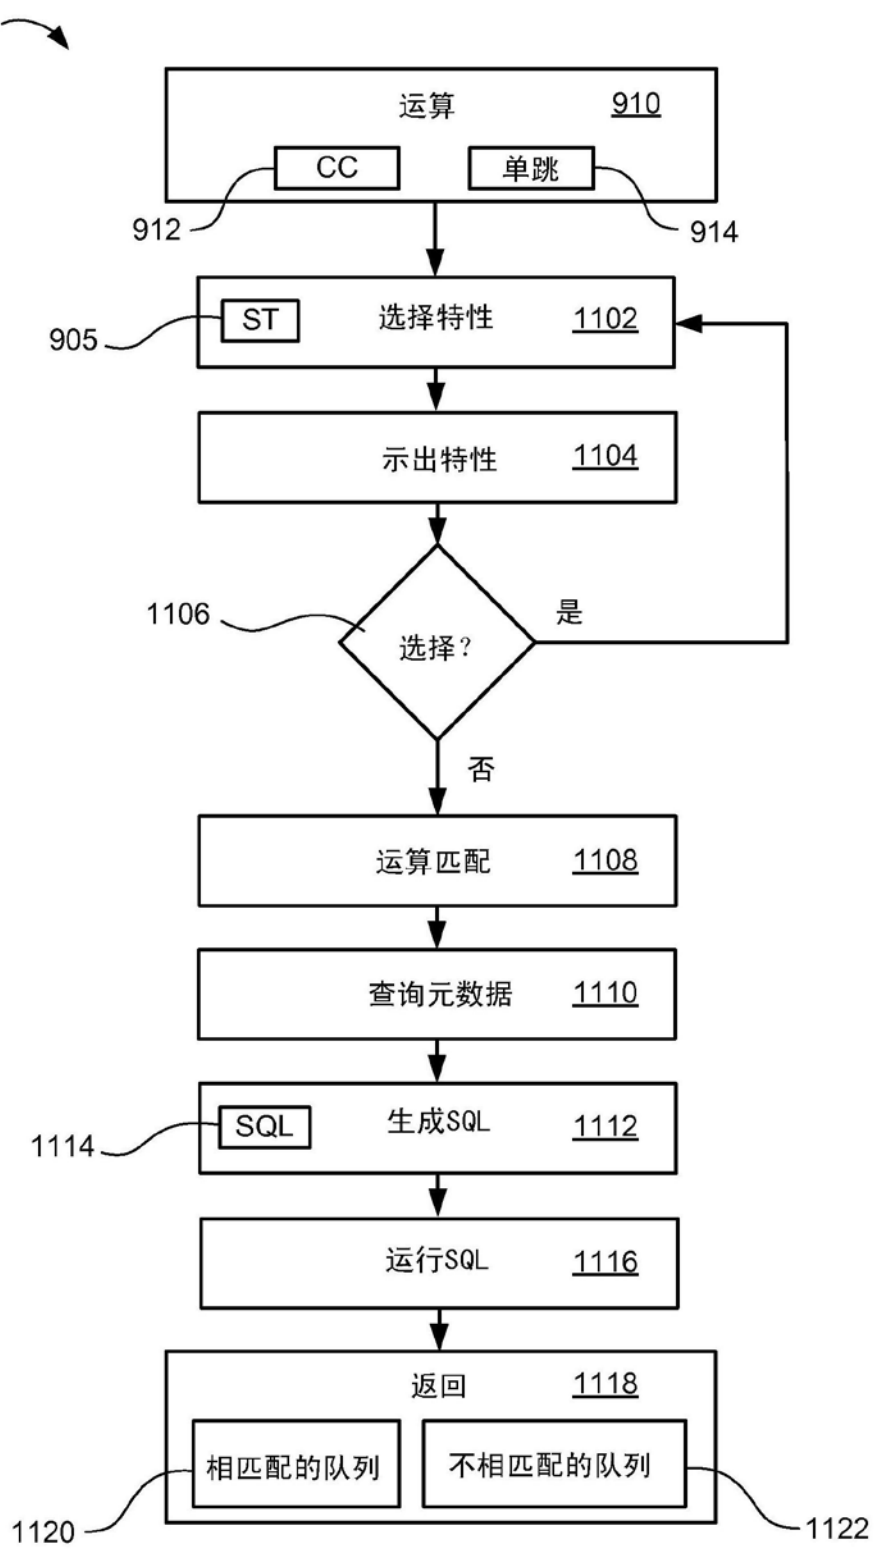 运算 910
CC 单跳
912 914
ST 选择特性 1102
905
示出特性 1104
1106 是
选择?
否
运算匹配 1108
查询元数据 1110
SQL 生成SQL 1112
1114
运行SQL 1116
返回 1118
相匹配的队列 不相匹配的队列
1120 1122